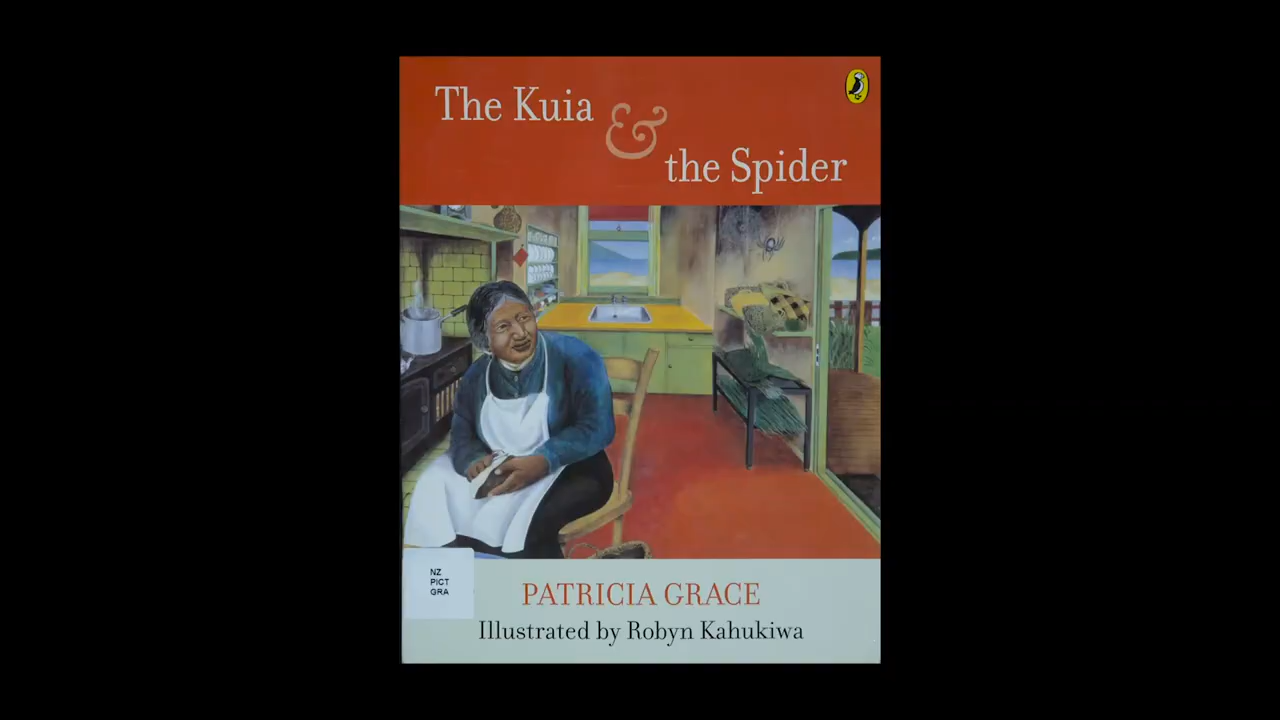 The Kuia &
the Spider
NZ
PICT
GRA
PATRICIA GRACE
Illustrated by Robyn Kahukiwa